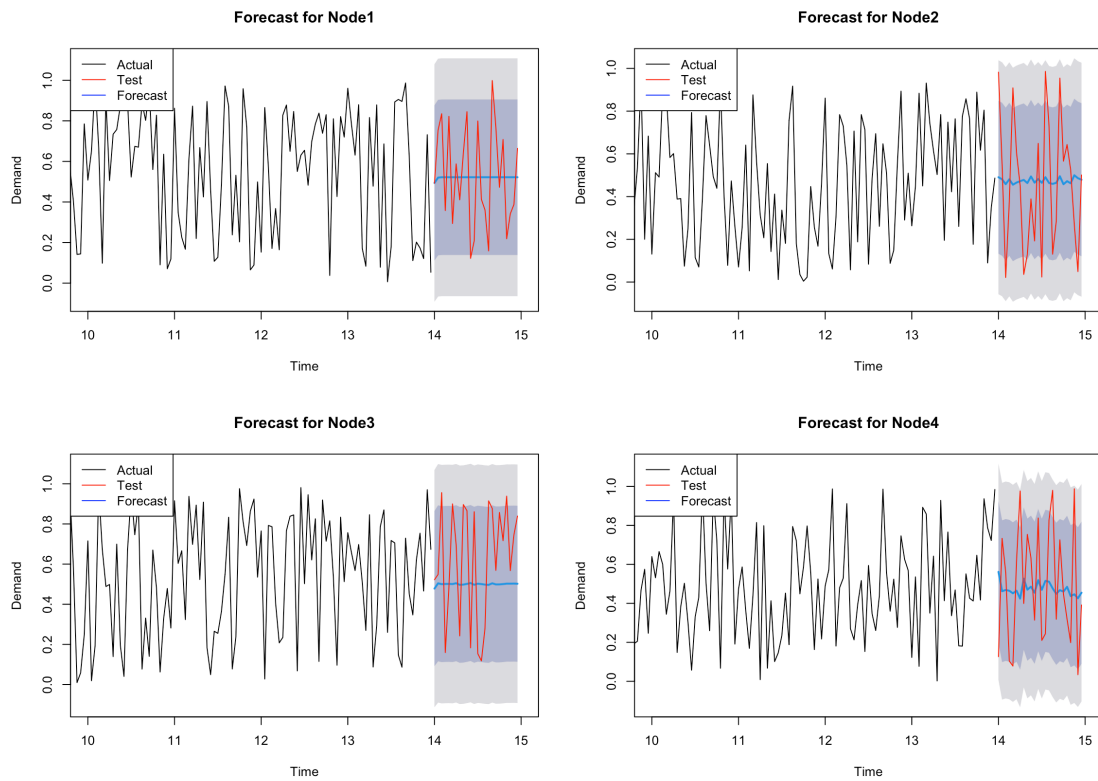 Forecast for Node1
Actual
Test
Forecast
Demand
0.0 0.2 0.4 0.6 0.8 1.0
10 11 12 13 14 15
Time
Forecast for Node2
Actual
Test
Forecast
Demand
0.0 0.2 0.4 0.6 0.8 1.0
10 11 12 13 14 15
Time
Forecast for Node3
Actual
Test
Forecast
Demand
0.0 0.2 0.4 0.6 0.8 1.0
10 11 12 13 14 15
Time
Forecast for Node4
Actual
Test
Forecast
Demand
0.0 0.2 0.4 0.6 0.8 1.0
10 11 12 13 14 15
Time